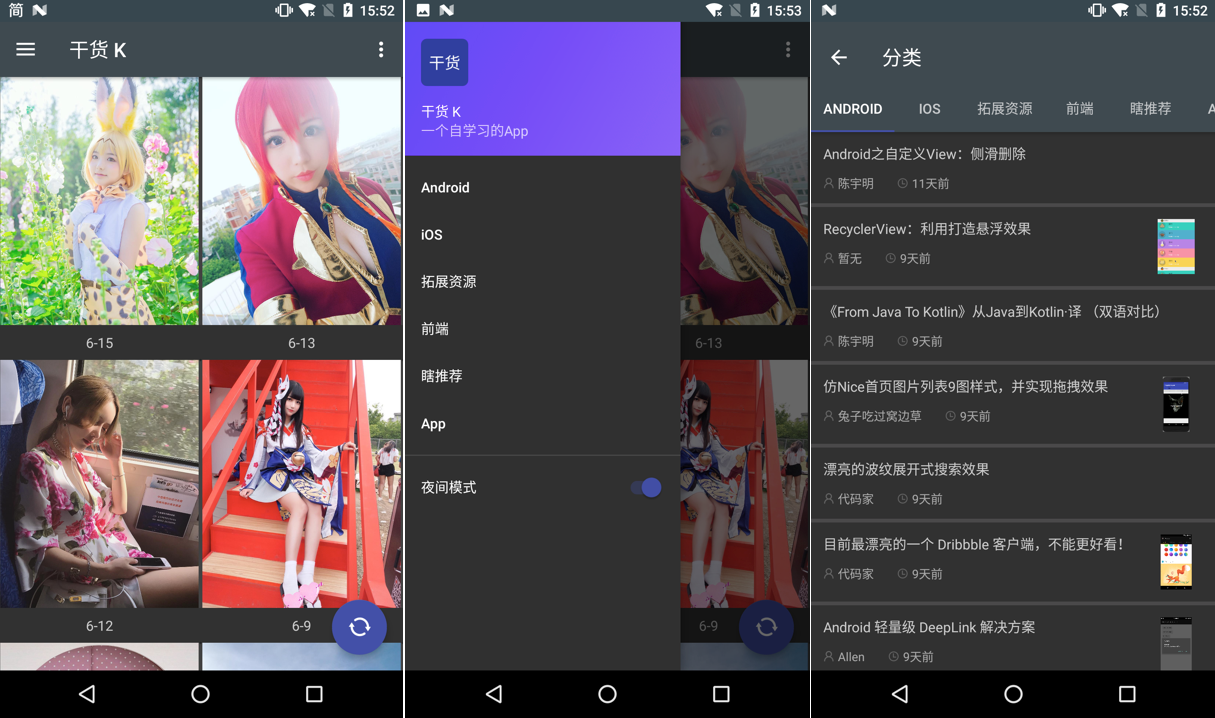 简
15:52
干货 K
6-15
6-13
6-12
6-9
15:53
干货
干货 K
一个自学习的App
Android
iOS
拓展资源
前端
瞎推荐
App
夜间模式
6-13
6-9
15:52
分类
ANDROID
IOS
拓展资源
前端
瞎推荐
A
Android之自定义View：侧滑删除
陈宇明
11天前
RecyclerView：利用打造悬浮效果
暂无
9天前
《From Java To Kotlin》从Java到Kotlin·译 （双语对比）
陈宇明
9天前
仿Nice首页图片列表9图样式，并实现拖拽效果
兔子吃过窝边草
9天前
漂亮的波纹展开式搜索效果
代码家
9天前
目前最漂亮的一个 Dribbble 客户端，不能更好看！
代码家
9天前
Android 轻量级 DeepLink 解决方案
Allen
9天前